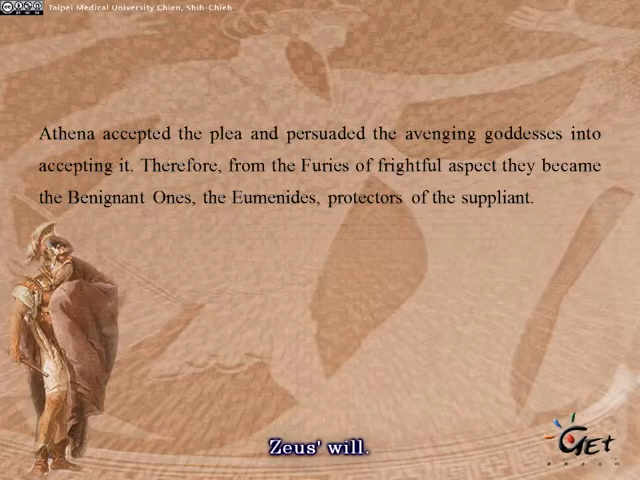 Taipei Medical University Chien, Shih-Chieh
Athena accepted the plea and persuaded the avenging goddesses into
accepting it. Therefore, from the Furies of frightful aspect they became
the Benignant Ones, the Eumenides, protectors of the suppliant.
Zeus' will.
GET